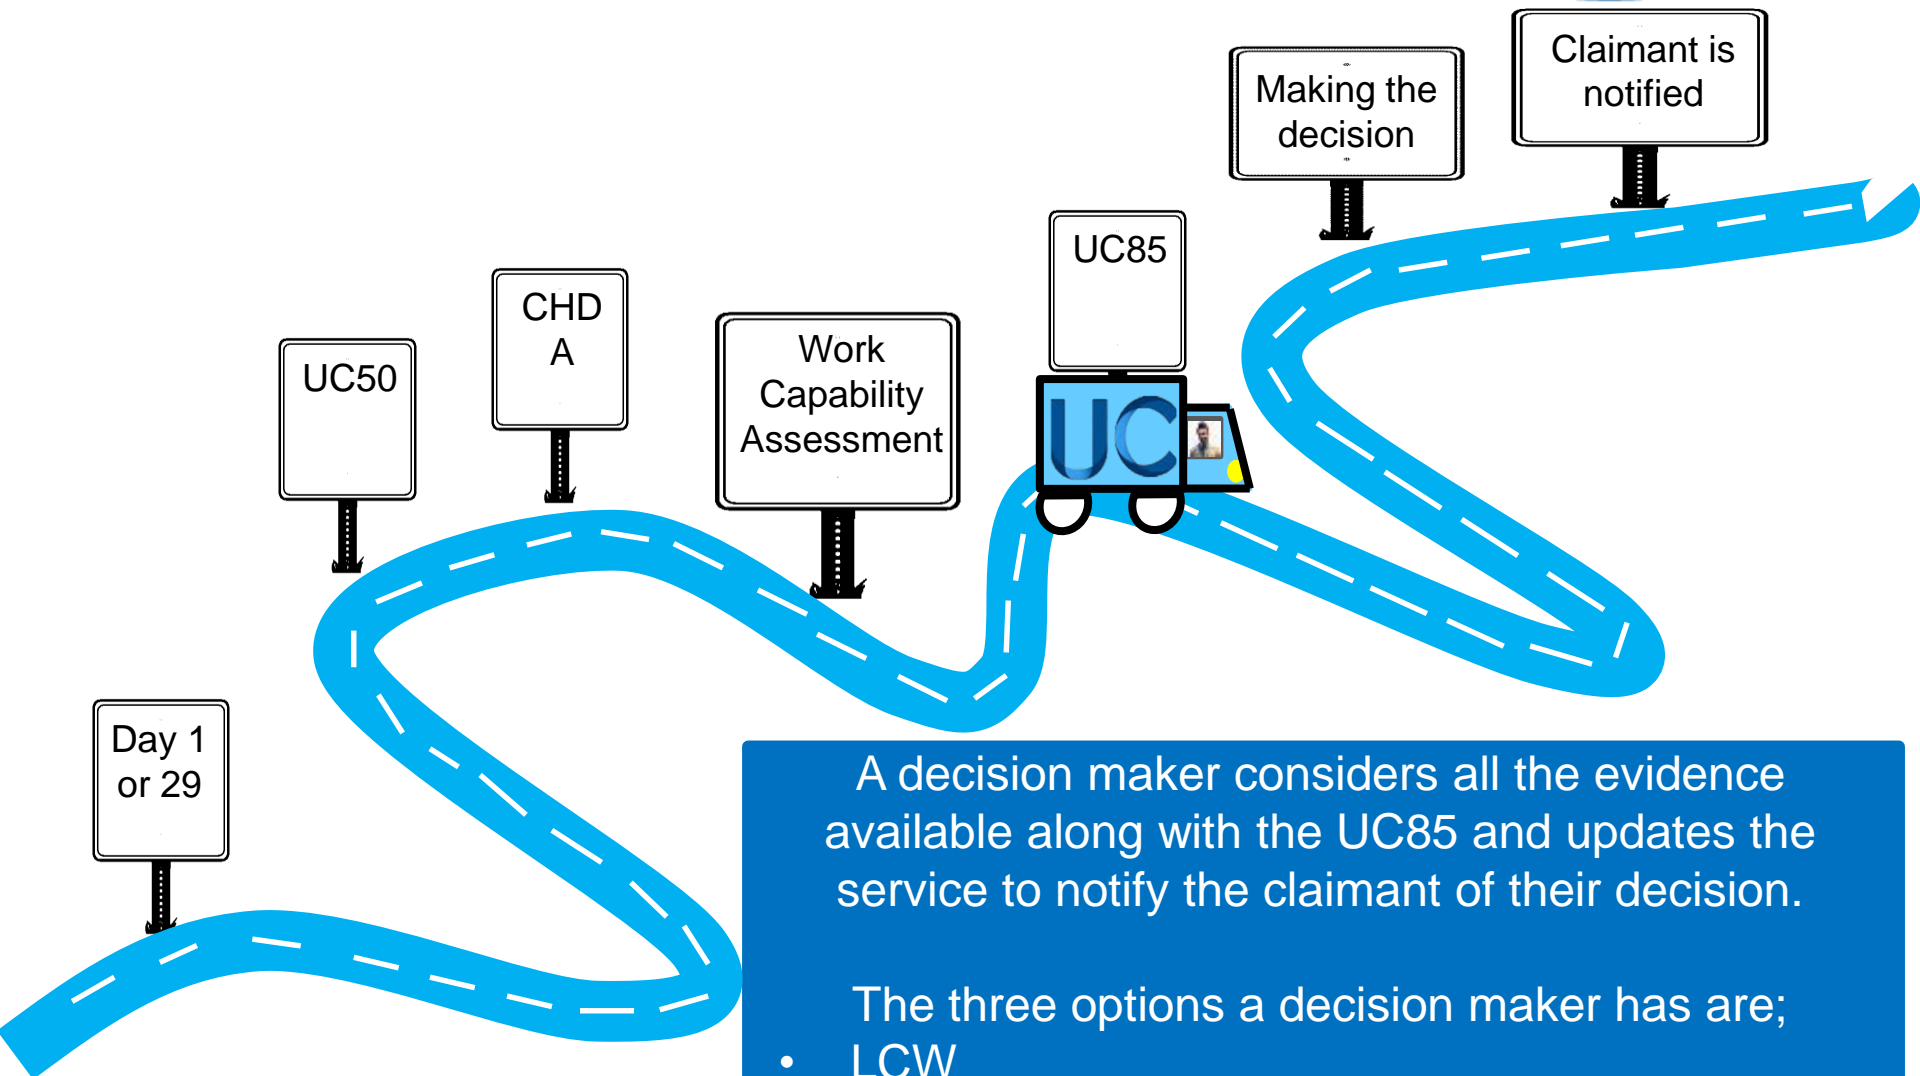 Claimant is
notified
Making the
decision
UC85
CHD
A
Work
Capability
Assessment
UC50
UC
Day 1
or 29
A decision maker considers all the evidence
available along with the UC85 and updates the
service to notify the claimant of their decision.
The three options a decision maker has are;
• LCW